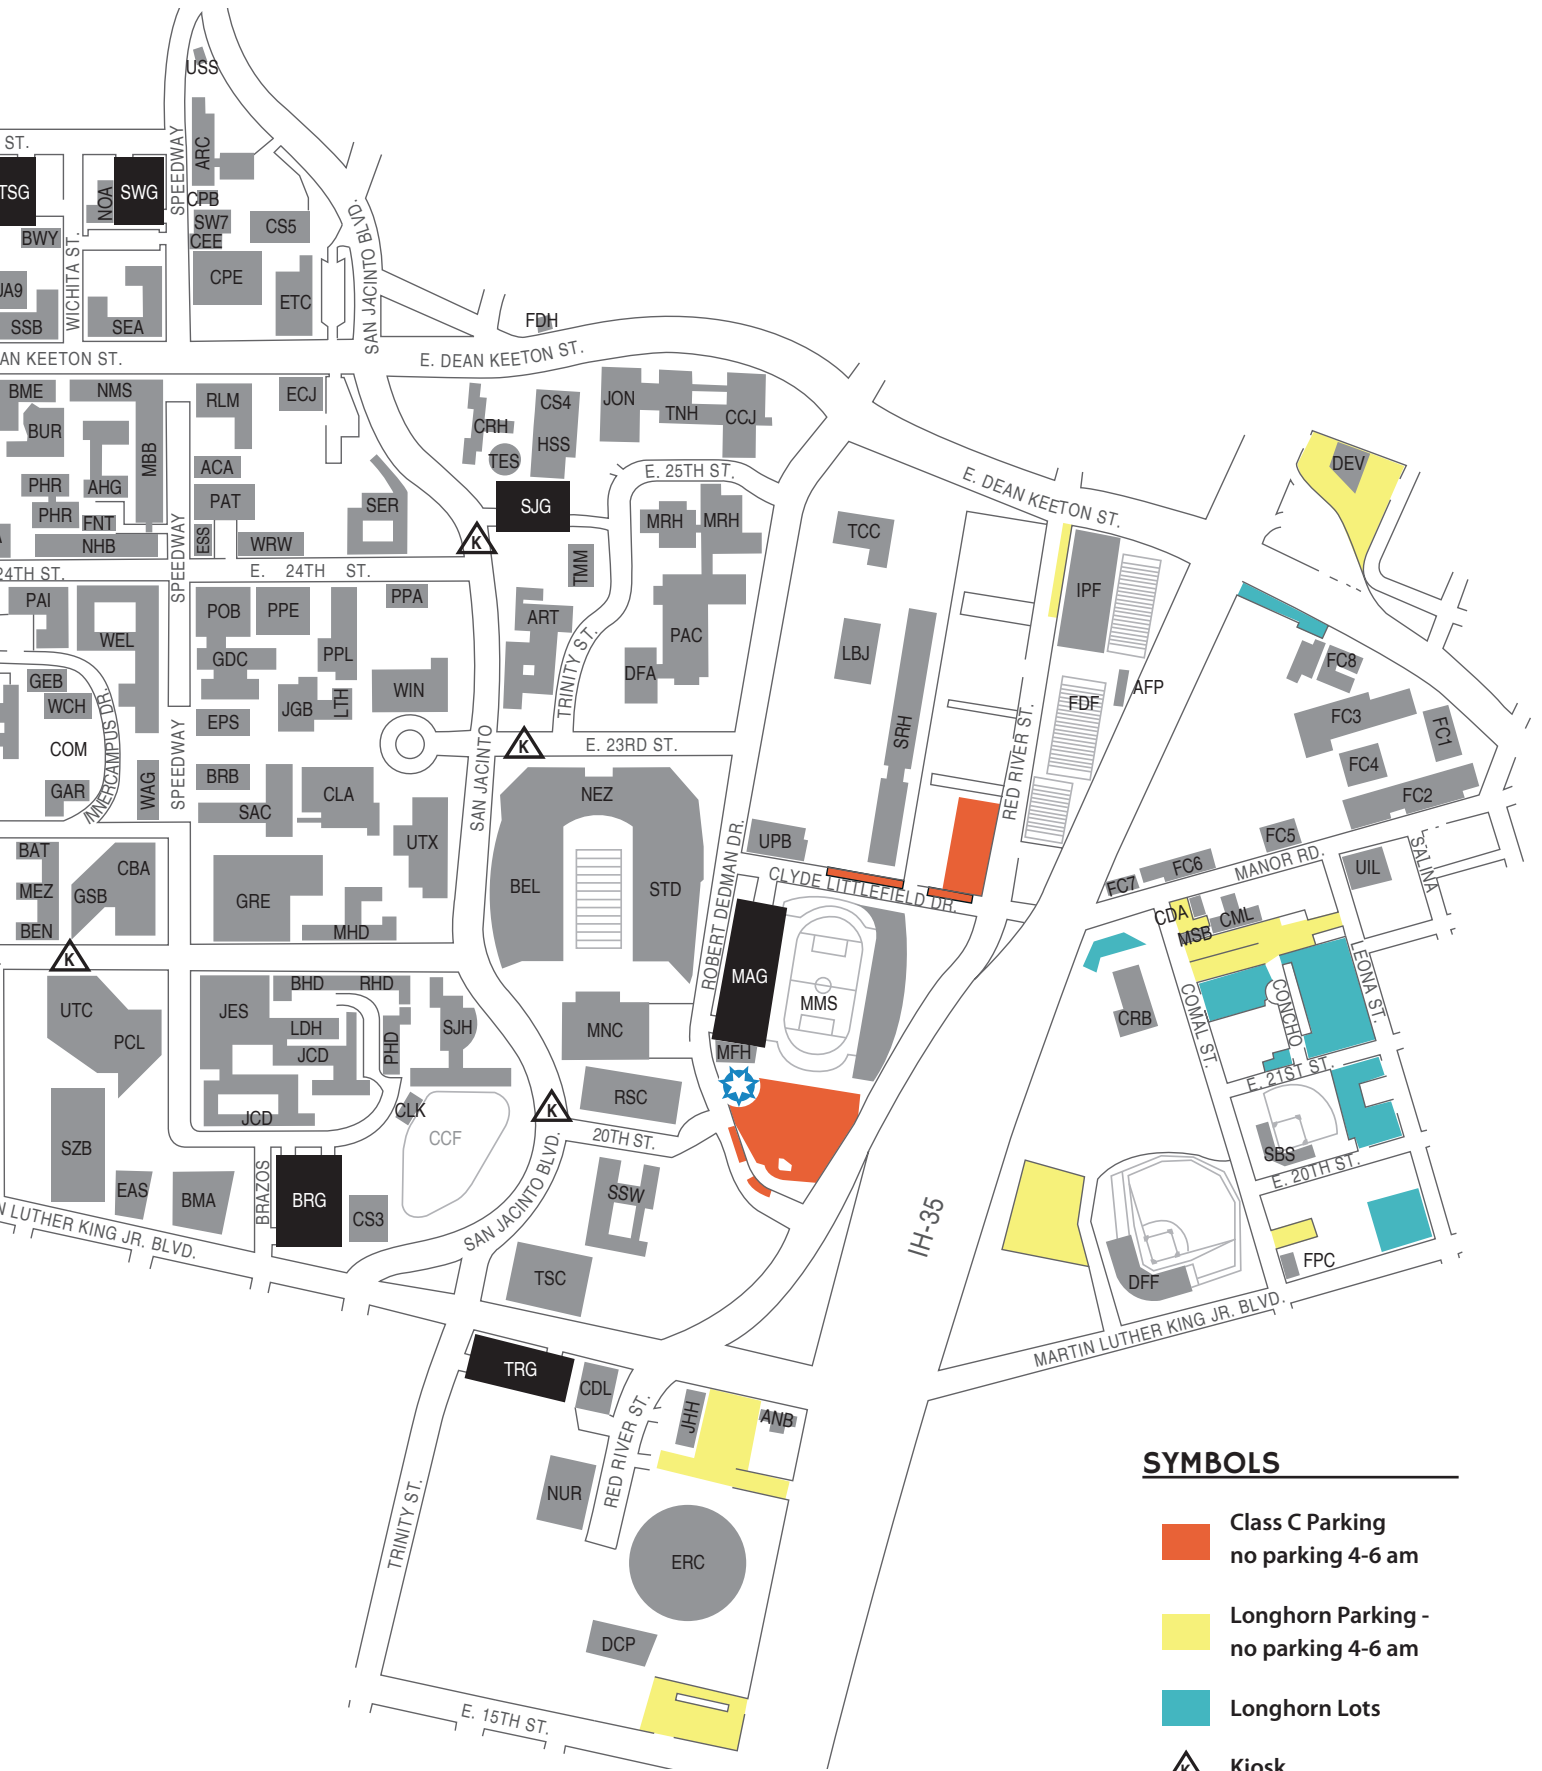 USS
ST.
SPEEDWAY
ARC
TSG
NOA
SWG
CPB
SW7
CS5
CEE
BWY
WICHITA ST.
SAN JACINTO BLVD.
CPE
JA9
ETC
SSB
SEA
FDH
AN KEETON ST.
E. DEAN KEETON ST.
BME
NMS
RLM
ECJ
CS4
JON
TNH
CCJ
BUR
MBB
CRH
HSS
TES
ACA
E. 25TH ST.
E. DEAN KEETON ST.
DEV
PHR
AHG
PAT
SER
SJG
PHR
FNT
SPEEDWAY
ESS
WRW
K
MRH
MRH
TCC
NHB
24TH ST.
E. 24TH ST.
TMM
IPF
PAI
POB
PPE
PPA
ART
WEL
PPL
PAC
LBJ
GDC
TRINITY ST.
DFA
FC8
GEB
WCH
INNERCAMPUS DR.
WIN
JGB
LTH
AFP
FDF
EPS
SRH
RED RIVER ST.
FC3
FC1
COM
SPEEDWAY
SAN JACINTO
K
E. 23RD ST.
FC4
GAR
WAG
BRB
CLA
NEZ
FC2
SAC
UTX
ROBERT DEDMAN DR.
UPB
FC5
BAT
CBA
MANOR RD.
SALINA
MEZ
GSB
BEL
STD
CLYDE LITTLEFIELD DR.
FC7
FC6
UIL
GRE
BEN
MHD
CDA
CML
MSB
K
MAG
MMS
LEONA ST.
BHD
RHD
UTC
JES
LDH
SJH
MNC
CRB
COMAL ST.
CONCHO
PCL
JCD
PHD
MFH
E. 21ST ST.
RSC
JCD
CLK
CCF
K
20TH ST.
SZB
SBS
E. 20TH ST.
EAS
BMA
BRAZOS
BRG
CS3
SAN JACINTO BLVD.
SSW
IH-35
N LUTHER KING JR. BLVD.
TSC
DFF
FPC
MARTIN LUTHER KING JR. BLVD.
TRG
CDL
JHH
ANB
RED RIVER ST.
NUR
TRINITY ST.
ERC
DCP
E. 15TH ST.
SYMBOLS
Class C Parking
no parking 4-6 am
Longhorn Parking -
no parking 4-6 am
Longhorn Lots
K
Kiosk